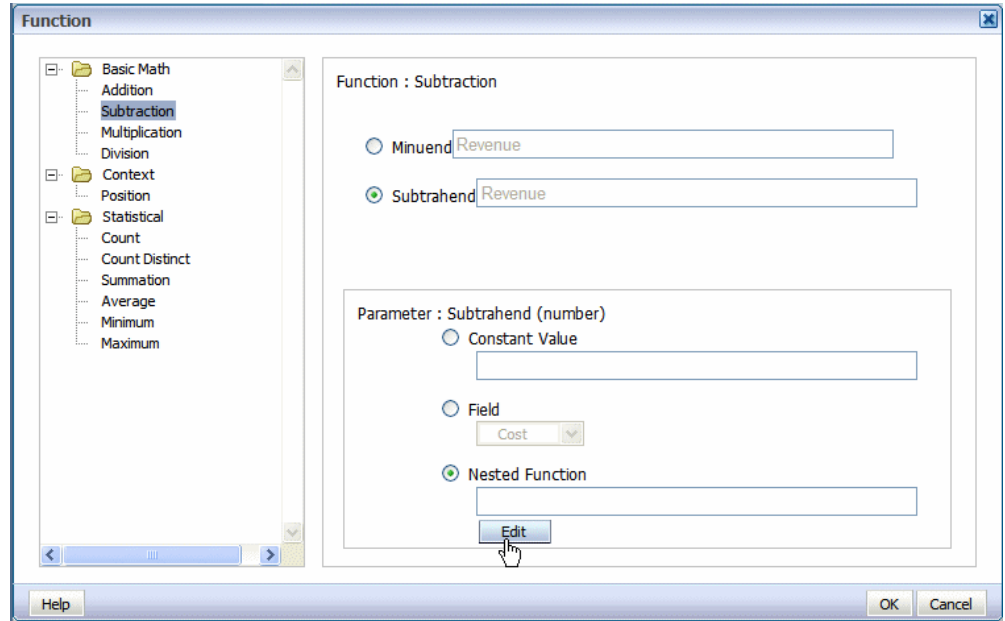 Function
Basic Math
Addition
Subtraction
Multiplication
Division
Context
Position
Statistical
Count
Count Distinct
Summation
Average
Minimum
Maximum
Function : Subtraction
Minuend Revenue
Subtrahend Revenue
Parameter : Subtrahend (number)
Constant Value
Field
Cost
Nested Function
Edit
Help OK Cancel